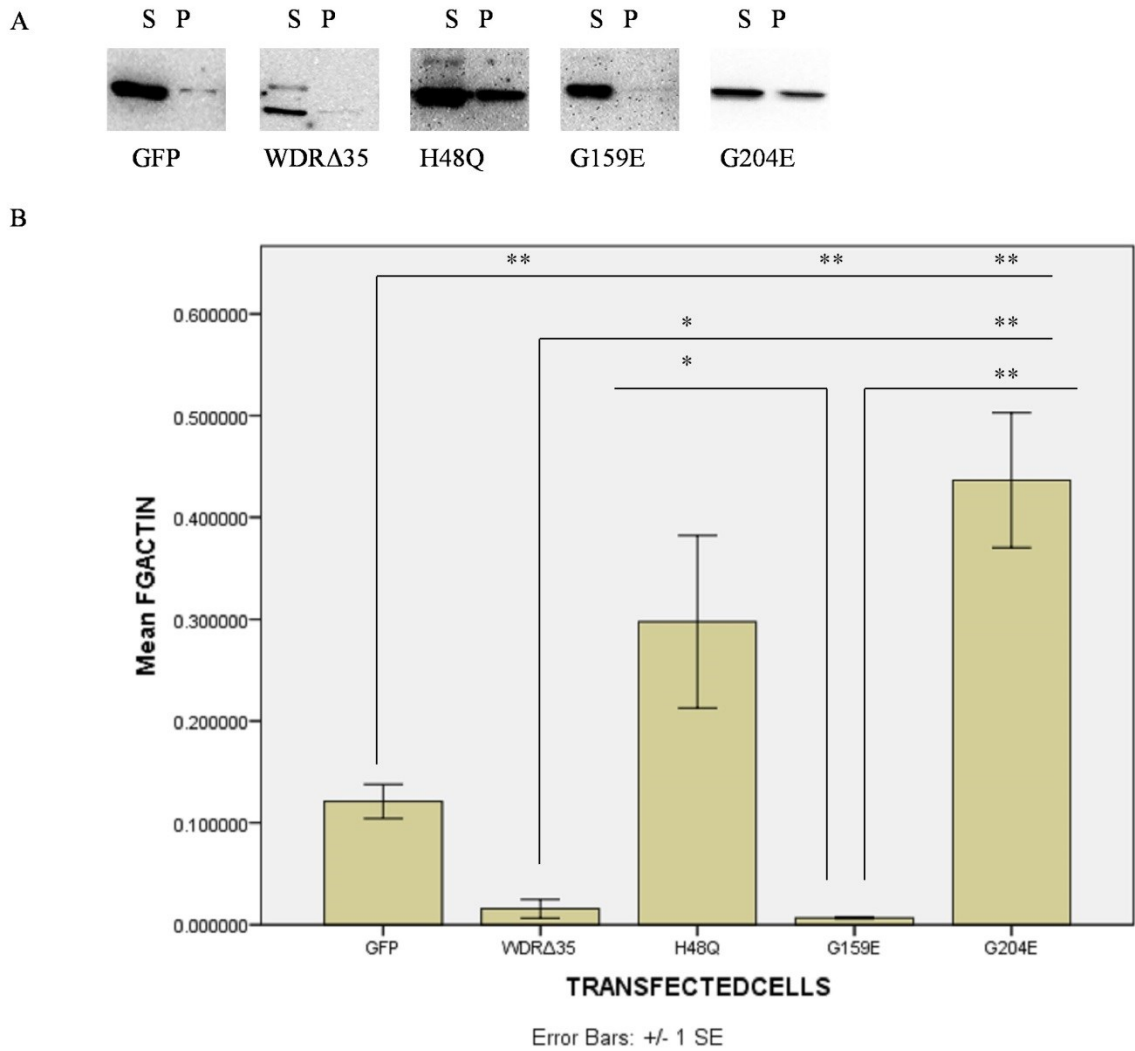 A
S P S P S P S P S P
GFP WDRΔ35 H48Q G159E G204E
B
** ** **
* **
* **
0.600000
0.500000
0.400000
0.300000
0.200000
0.100000
0.000000
Mean FGACTIN
GFP WDRΔ35 H48Q G159E G204E
TRANSFECTEDCELLS
Error Bars: +/- 1 SE